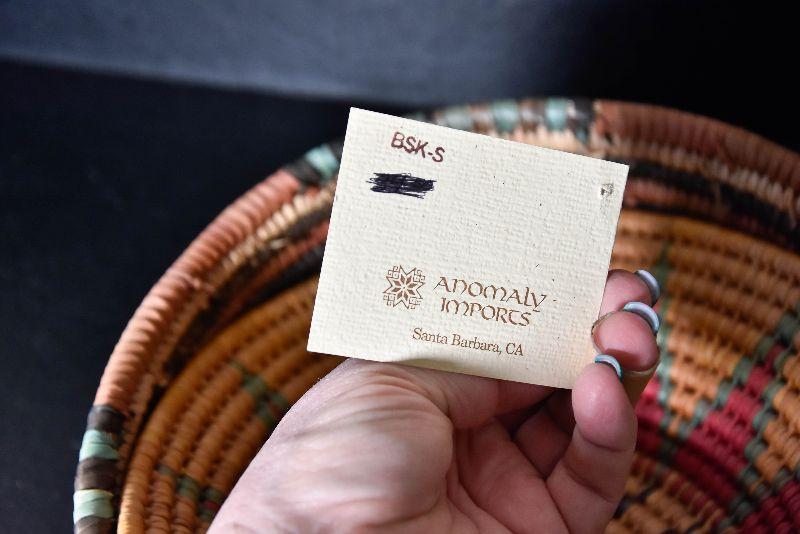 BSK-S
Anomaly
Imports
Santa Barbara, CA